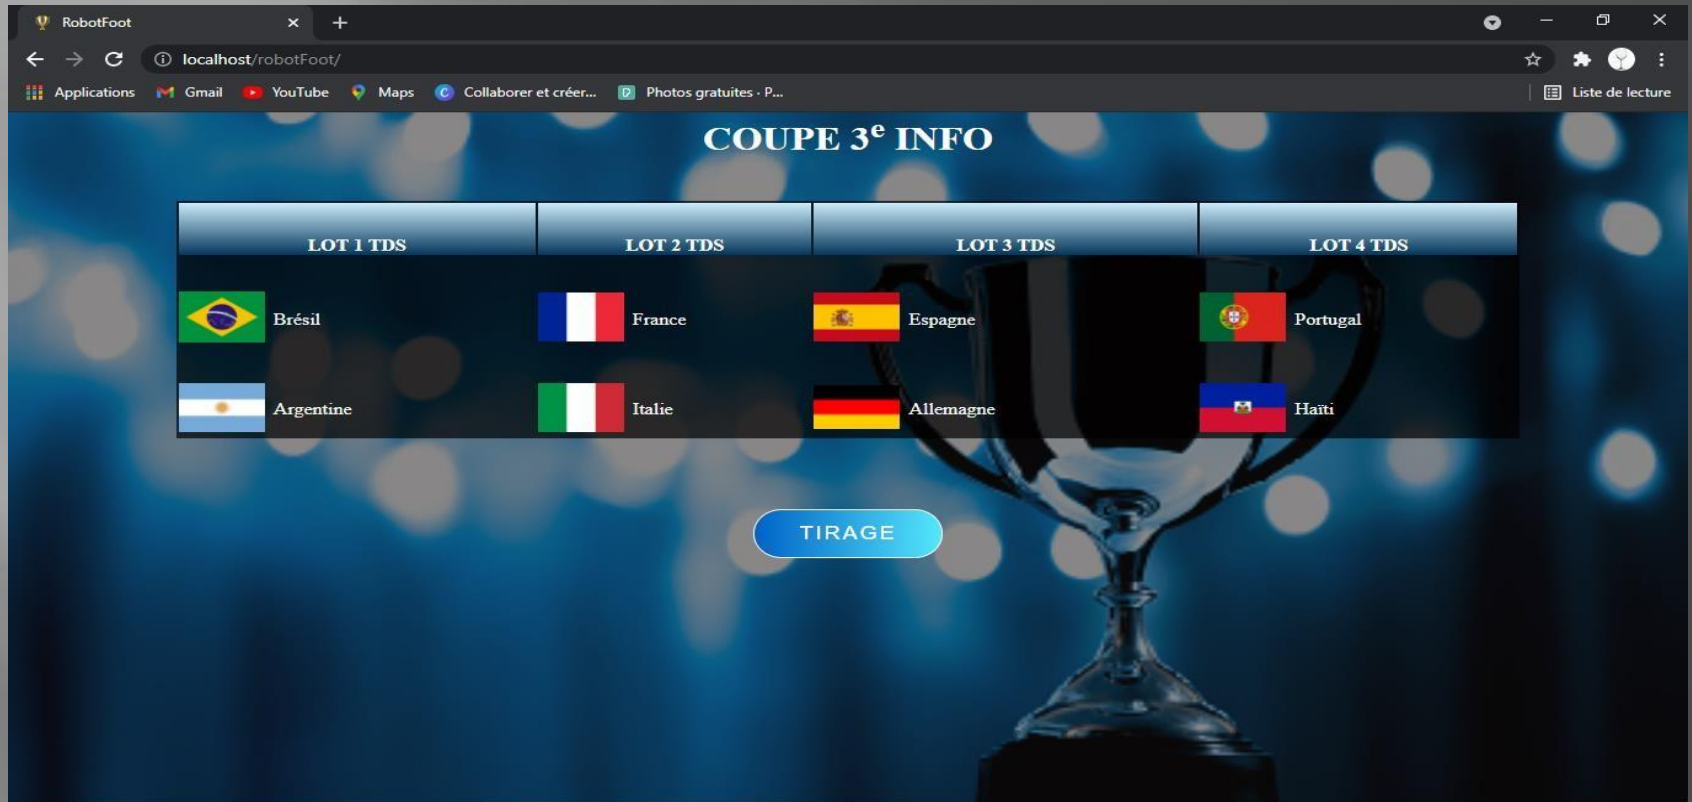 RobotFoot
localhost/robotFoot/
Applications Gmail YouTube Maps Collaborer et créer... Photos gratuites · P... Liste de lecture
COUPE 3e INFO
LOT 1 TDS LOT 2 TDS LOT 3 TDS LOT 4 TDS
Brésil France Espagne Portugal
Argentine Italie Allemagne Haïti
TIRAGE